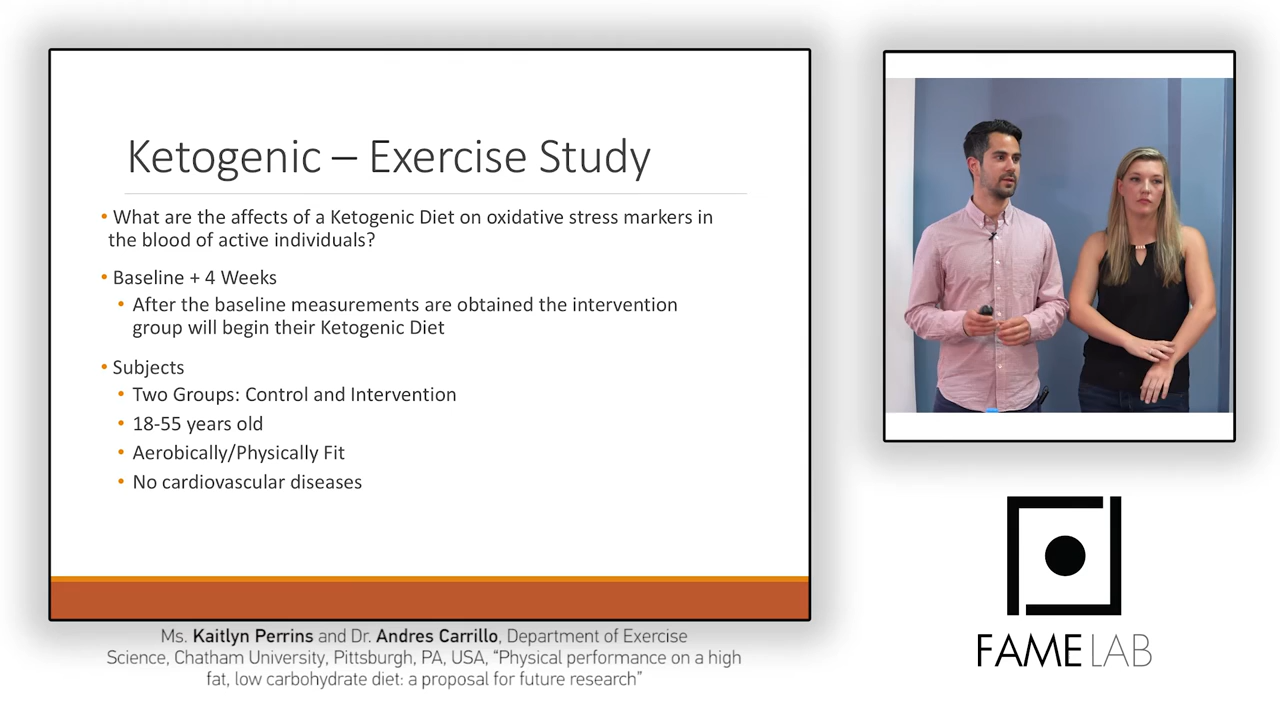 Ketogenic – Exercise Study
• What are the affects of a Ketogenic Diet on oxidative stress markers in
the blood of active individuals?
• Baseline + 4 Weeks
• After the baseline measurements are obtained the intervention
group will begin their Ketogenic Diet
• Subjects
• Two Groups: Control and Intervention
• 18-55 years old
• Aerobically/Physically Fit
• No cardiovascular diseases
Ms. Kaitlyn Perrins and Dr. Andres Carrillo, Department of Exercise
Science, Chatham University, Pittsburgh, PA, USA, “Physical performance on a high
fat, low carbohydrate diet: a proposal for future research”
FAME LAB